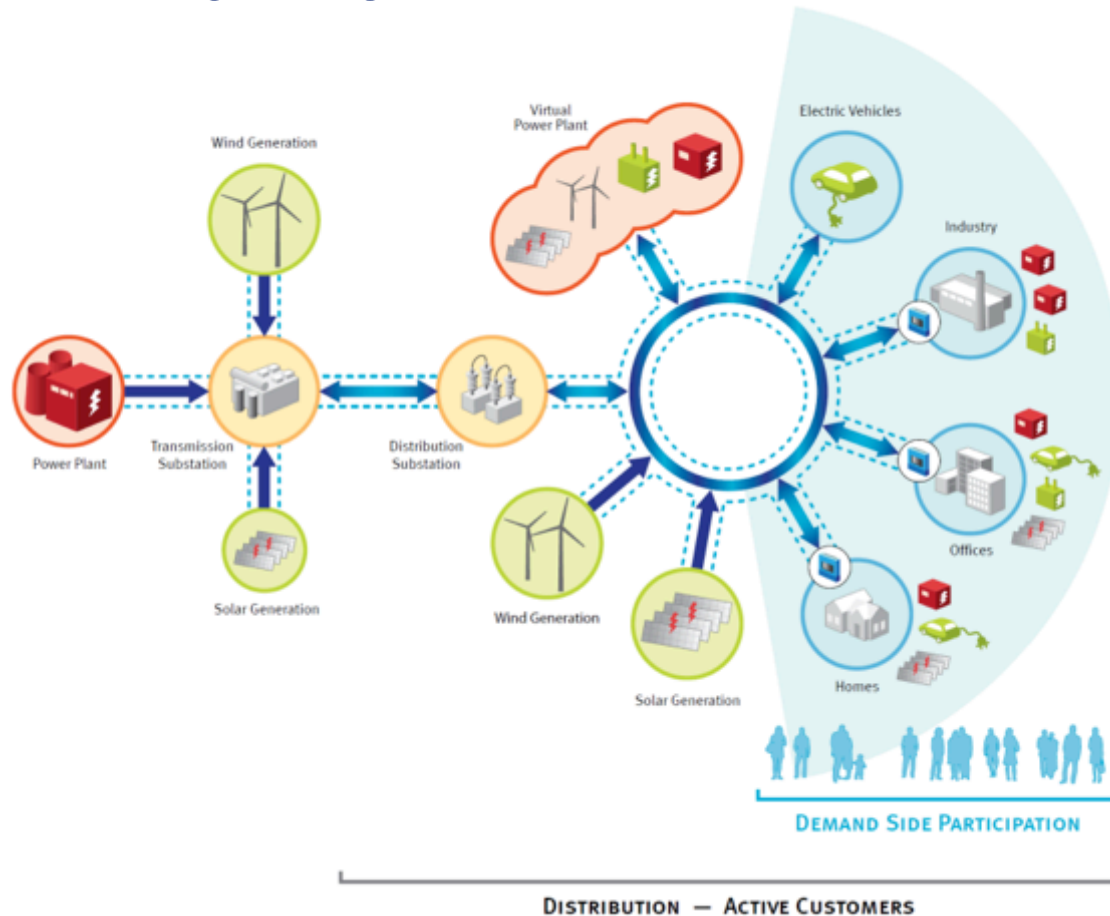 Virtual
Power Plant
Electric Vehicles
Wind Generation
Industry
Power Plant
Transmission
Substation
Distribution
Substation
Offices
Solar Generation
Wind Generation
Solar Generation
Homes
DEMAND SIDE PARTICIPATION
DISTRIBUTION — ACTIVE CUSTOMERS